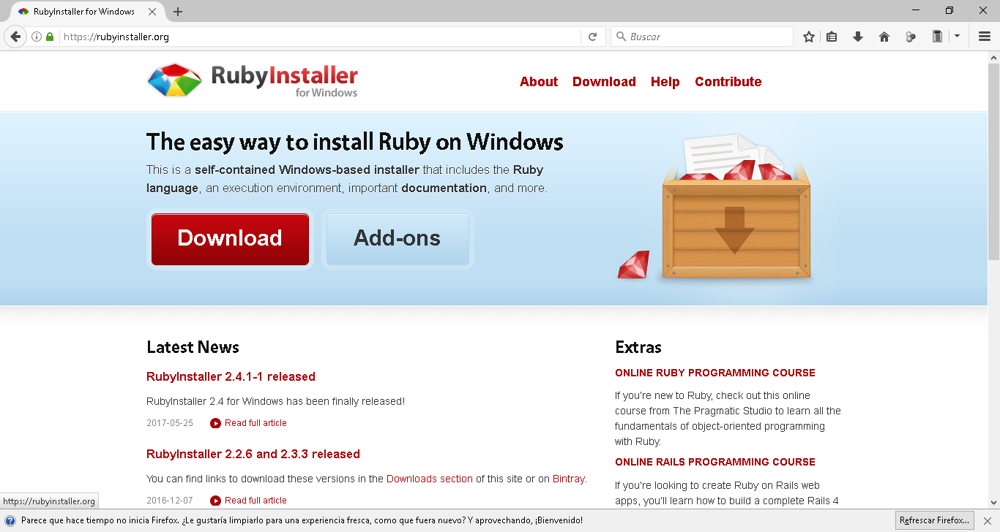 RubyInstaller for Windows
https://rubyinstaller.org
Buscar
RubyInstaller
for Windows
About Download Help Contribute
The easy way to install Ruby on Windows
This is a self-contained Windows-based installer that includes the Ruby
language, an execution environment, important documentation, and more.
Download
Add-ons
Latest News
RubyInstaller 2.4.1-1 released
RubyInstaller 2.4 for Windows has been finally released!
2017-05-25 Read full article
RubyInstaller 2.2.6 and 2.3.3 released
You can find links to download these versions in the Downloads section of this site or on Bintray.
2016-12-07 Read full article
Extras
ONLINE RUBY PROGRAMMING COURSE
If you're new to Ruby, check out this online
course from The Pragmatic Studio to learn all the
fundamentals of object-oriented programming
with Ruby.
ONLINE RAILS PROGRAMMING COURSE
If you're looking to create Ruby on Rails web
apps, you'll learn how to build a complete Rails 4
https://rubyinstaller.org
Parece que hace tiempo no inicia Firefox. ¿Le gustaría limpiarlo para una experiencia fresca, como que fuera nuevo? Y aprovechando, ¡Bienvenido!
Refrescar Firefox...